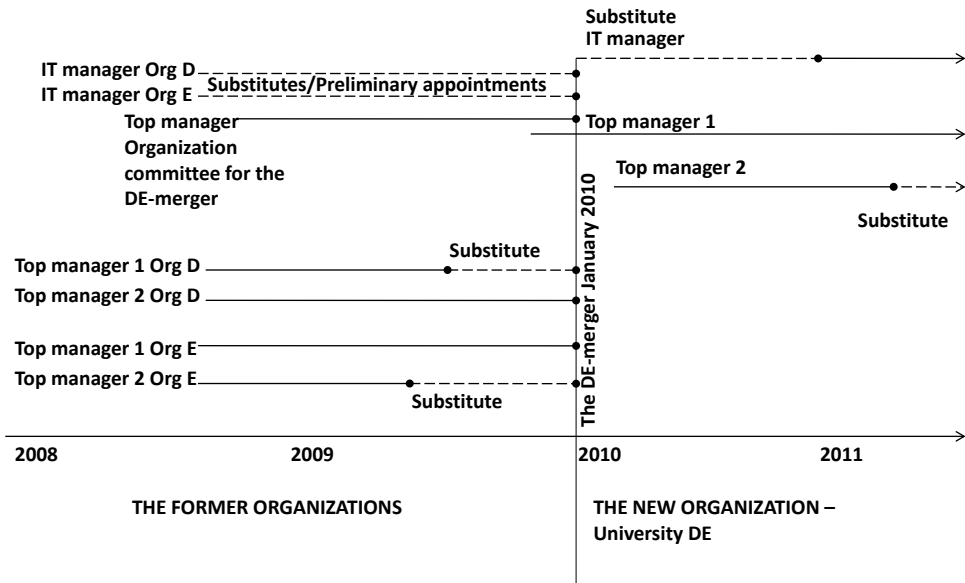 Substitute
IT manager
IT manager Org D
Substitutes/Preliminary appointments
IT manager Org E
Top manager
Organization
committee for the
DE-merger
Top manager 1
Top manager 2
Substitute
The DE-merger January 2010
Substitute
Top manager 1 Org D
Top manager 2 Org D
Top manager 1 Org E
Top manager 2 Org E
Substitute
2008 2009 2010 2011
THE FORMER ORGANIZATIONS
THE NEW ORGANIZATION –
University DE